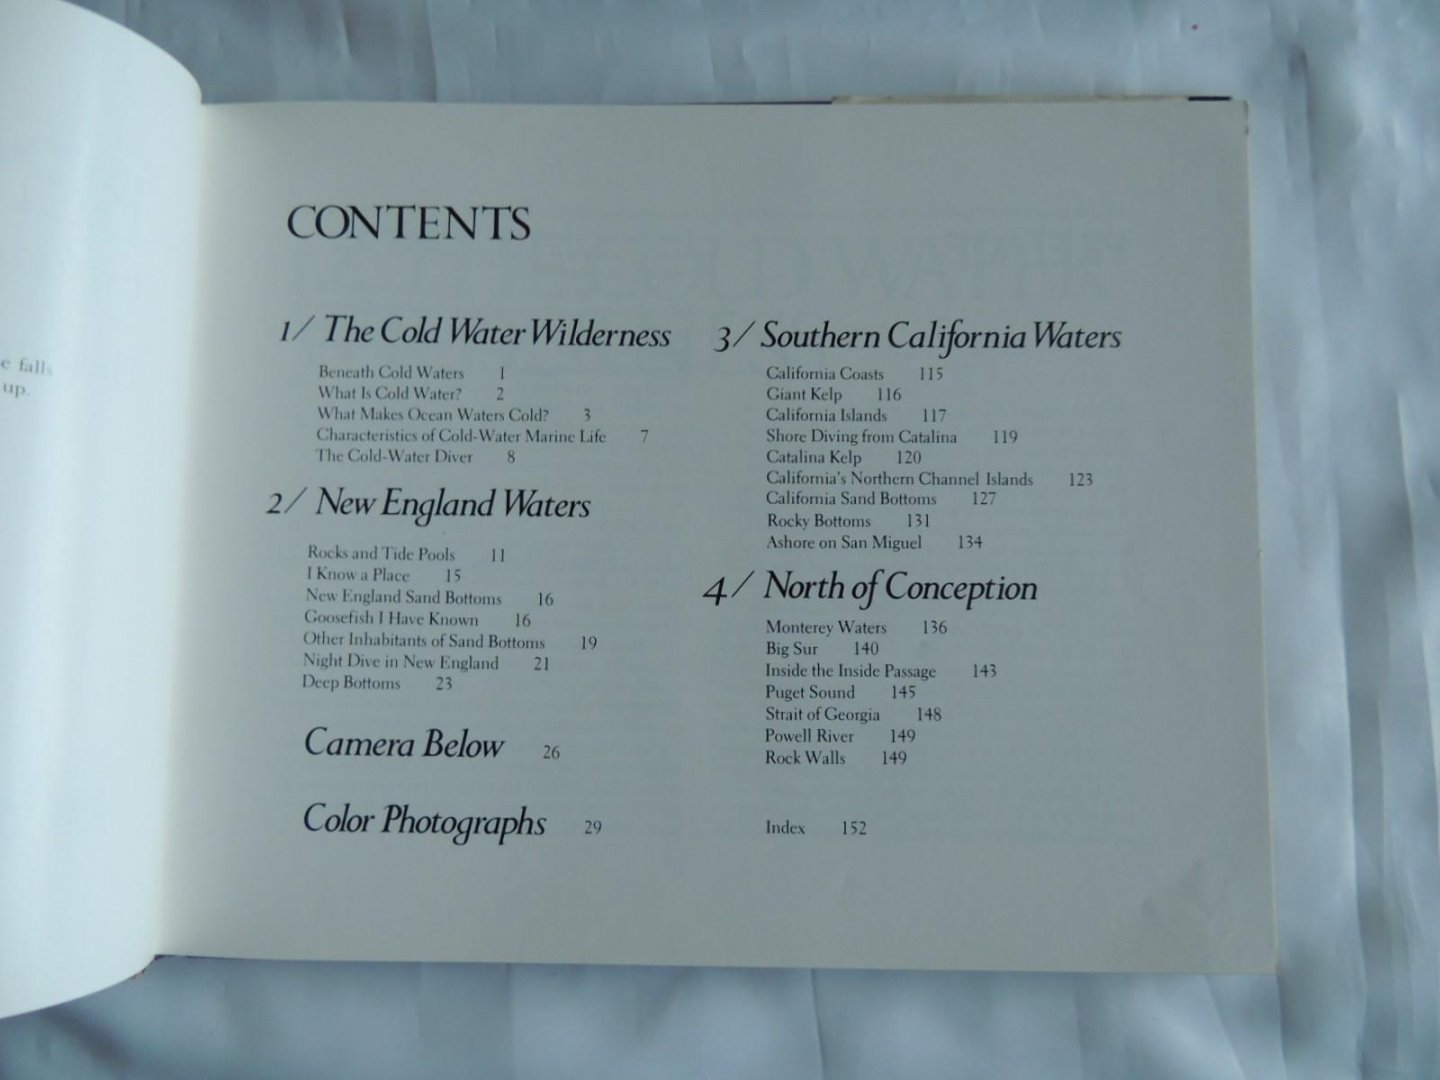 e falls
up.
CONTENTS
1/ The Cold Water Wilderness
Beneath Cold Waters 1
What Is Cold Water? 2
What Makes Ocean Waters Cold? 3
Characteristics of Cold-Water Marine Life 7
The Cold-Water Diver 8
2/ New England Waters
Rocks and Tide Pools 11
I Know a Place 15
New England Sand Bottoms 16
Goosefish I Have Known 16
Other Inhabitants of Sand Bottoms 19
Night Dive in New England 21
Deep Bottoms 23
Camera Below 26
Color Photographs 29
3/ Southern California Waters
California Coasts 115
Giant Kelp 116
California Islands 117
Shore Diving from Catalina 119
Catalina Kelp 120
California's Northern Channel Islands 123
California Sand Bottoms 127
Rocky Bottoms 131
Ashore on San Miguel 134
4/ North of Conception
Monterey Waters 136
Big Sur 140
Inside the Inside Passage 143
Puget Sound 145
Strait of Georgia 148
Powell River 149
Rock Walls 149
Index 152